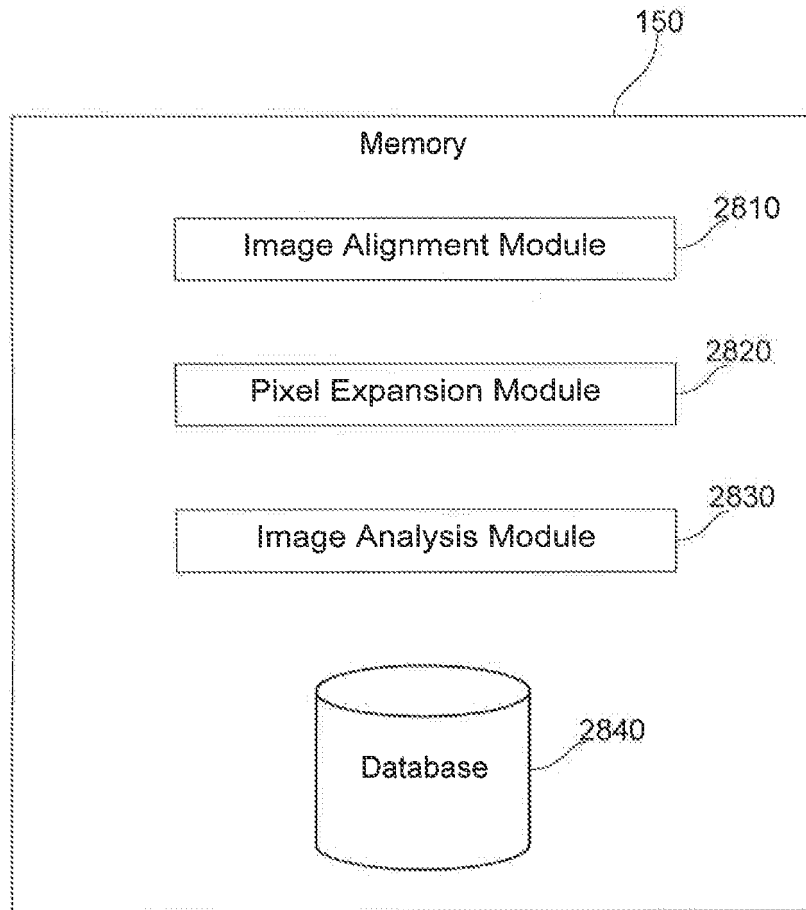 150
Memory
2810
Image Alignment Module
2820
Pixel Expansion Module
2830
Image Analysis Module
2840
Database